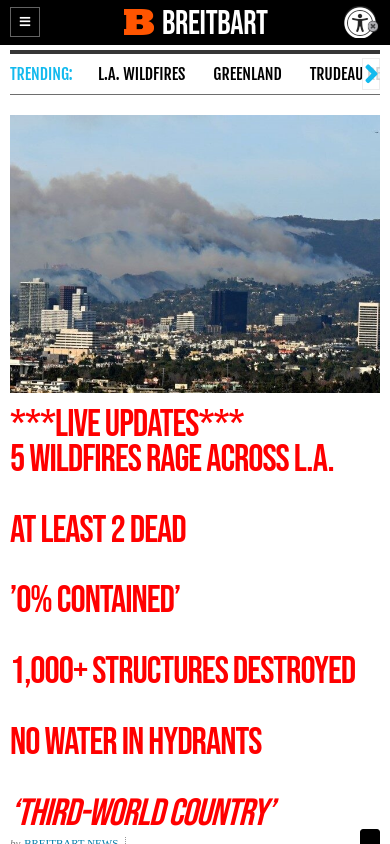 BREITBART
TRENDING: L.A. WILDFIRES GREENLAND TRUDEAU
***LIVE UPDATES***
5 WILDFIRES RAGE ACROSS L.A.
AT LEAST 2 DEAD
’0% CONTAINED’
1,000+ STRUCTURES DESTROYED
NO WATER IN HYDRANTS
‘THIRD-WORLD COUNTRY’
by BREITBART NEWS